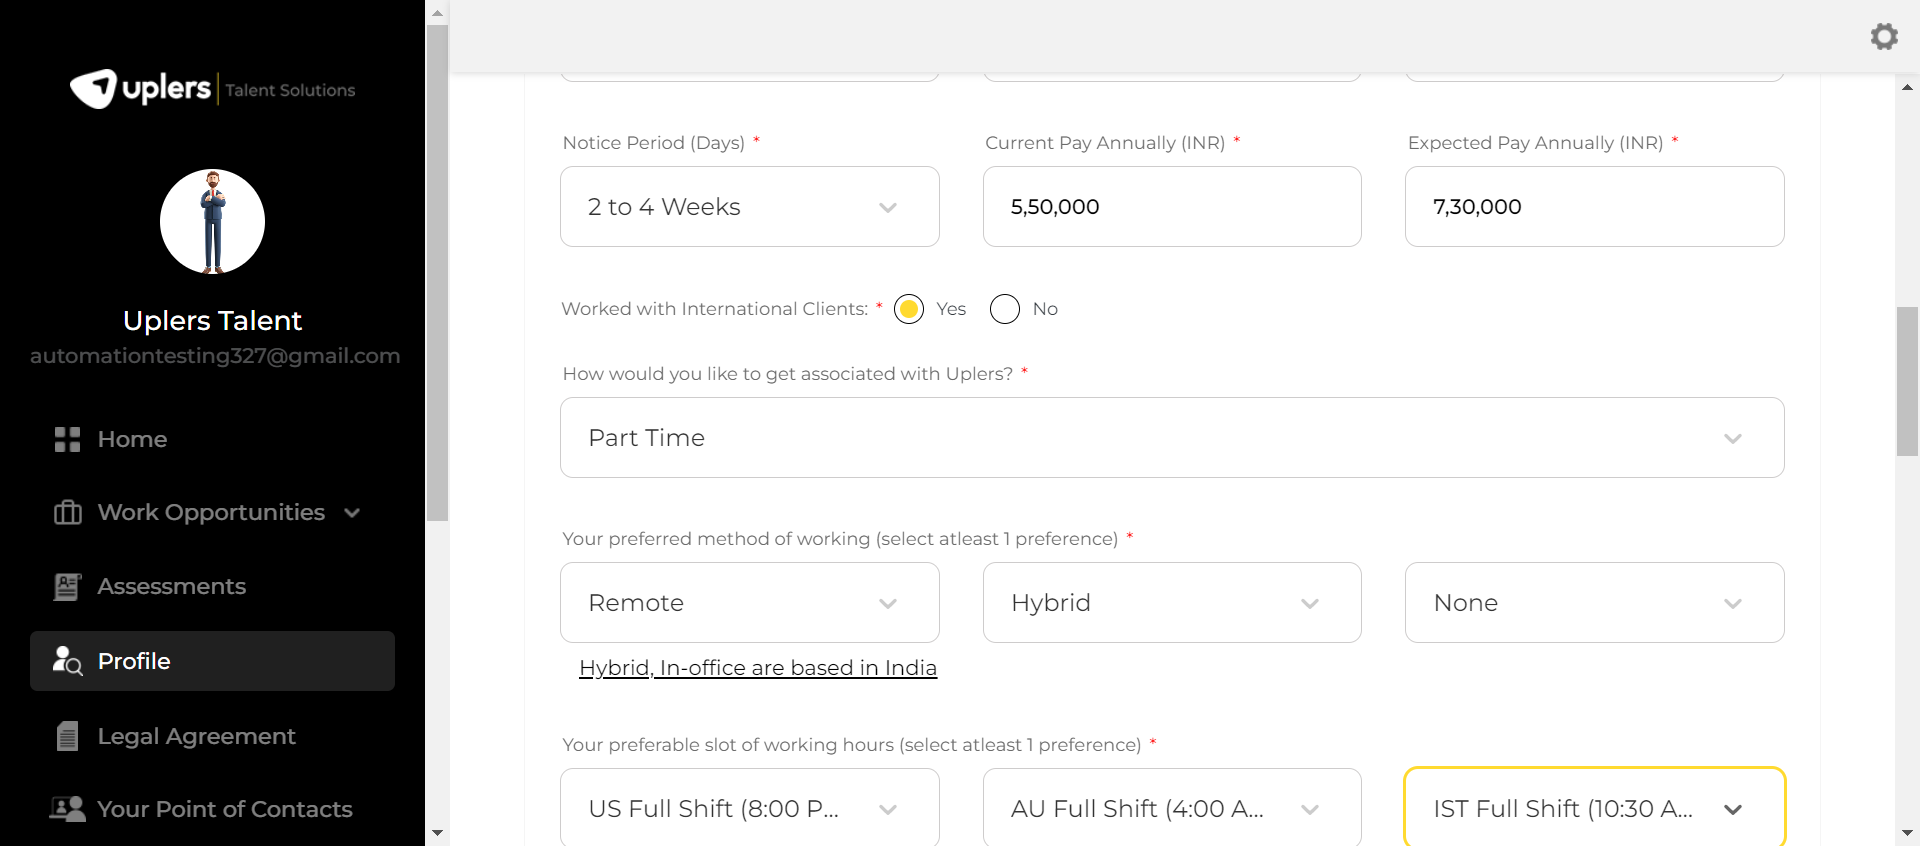 uplers Talent Solutions
Uplers Talent
automationtesting327@gmail.com
Home
Work Opportunities
Assessments
Profile
Legal Agreement
Your Point of Contacts
Notice Period (Days) * Current Pay Annually (INR) * Expected Pay Annually (INR) *
2 to 4 Weeks 5,50,000 7,30,000
Worked with International Clients: * Yes No
How would you like to get associated with Uplers? *
Part Time
Your preferred method of working (select atleast 1 preference) *
Remote Hybrid None
Hybrid, In-office are based in India
Your preferable slot of working hours (select atleast 1 preference) *
US Full Shift (8:00 P... AU Full Shift (4:00 A... IST Full Shift (10:30 A...